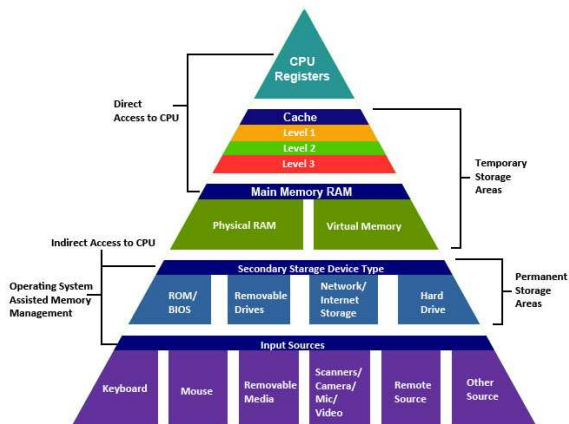 CPU
Registers
Direct
Access to CPU
Cache
Level 1
Level 2
Level 3
Temporary
Storage
Areas
Main Memory RAM
Physical RAM
Virtual Memory
Indirect Access to CPU
Operating System
Assisted Memory
Management
Secondary Starage Device Type
ROM/
BIOS
Removable
Drives
Network/
Internet
Storage
Hard
Drive
Permanent
Storage
Areas
Input Sources
Keyboard
Mouse
Removable
Media
Scanners/
Camera/
Mic/
Video
Remote
Source
Other
Source